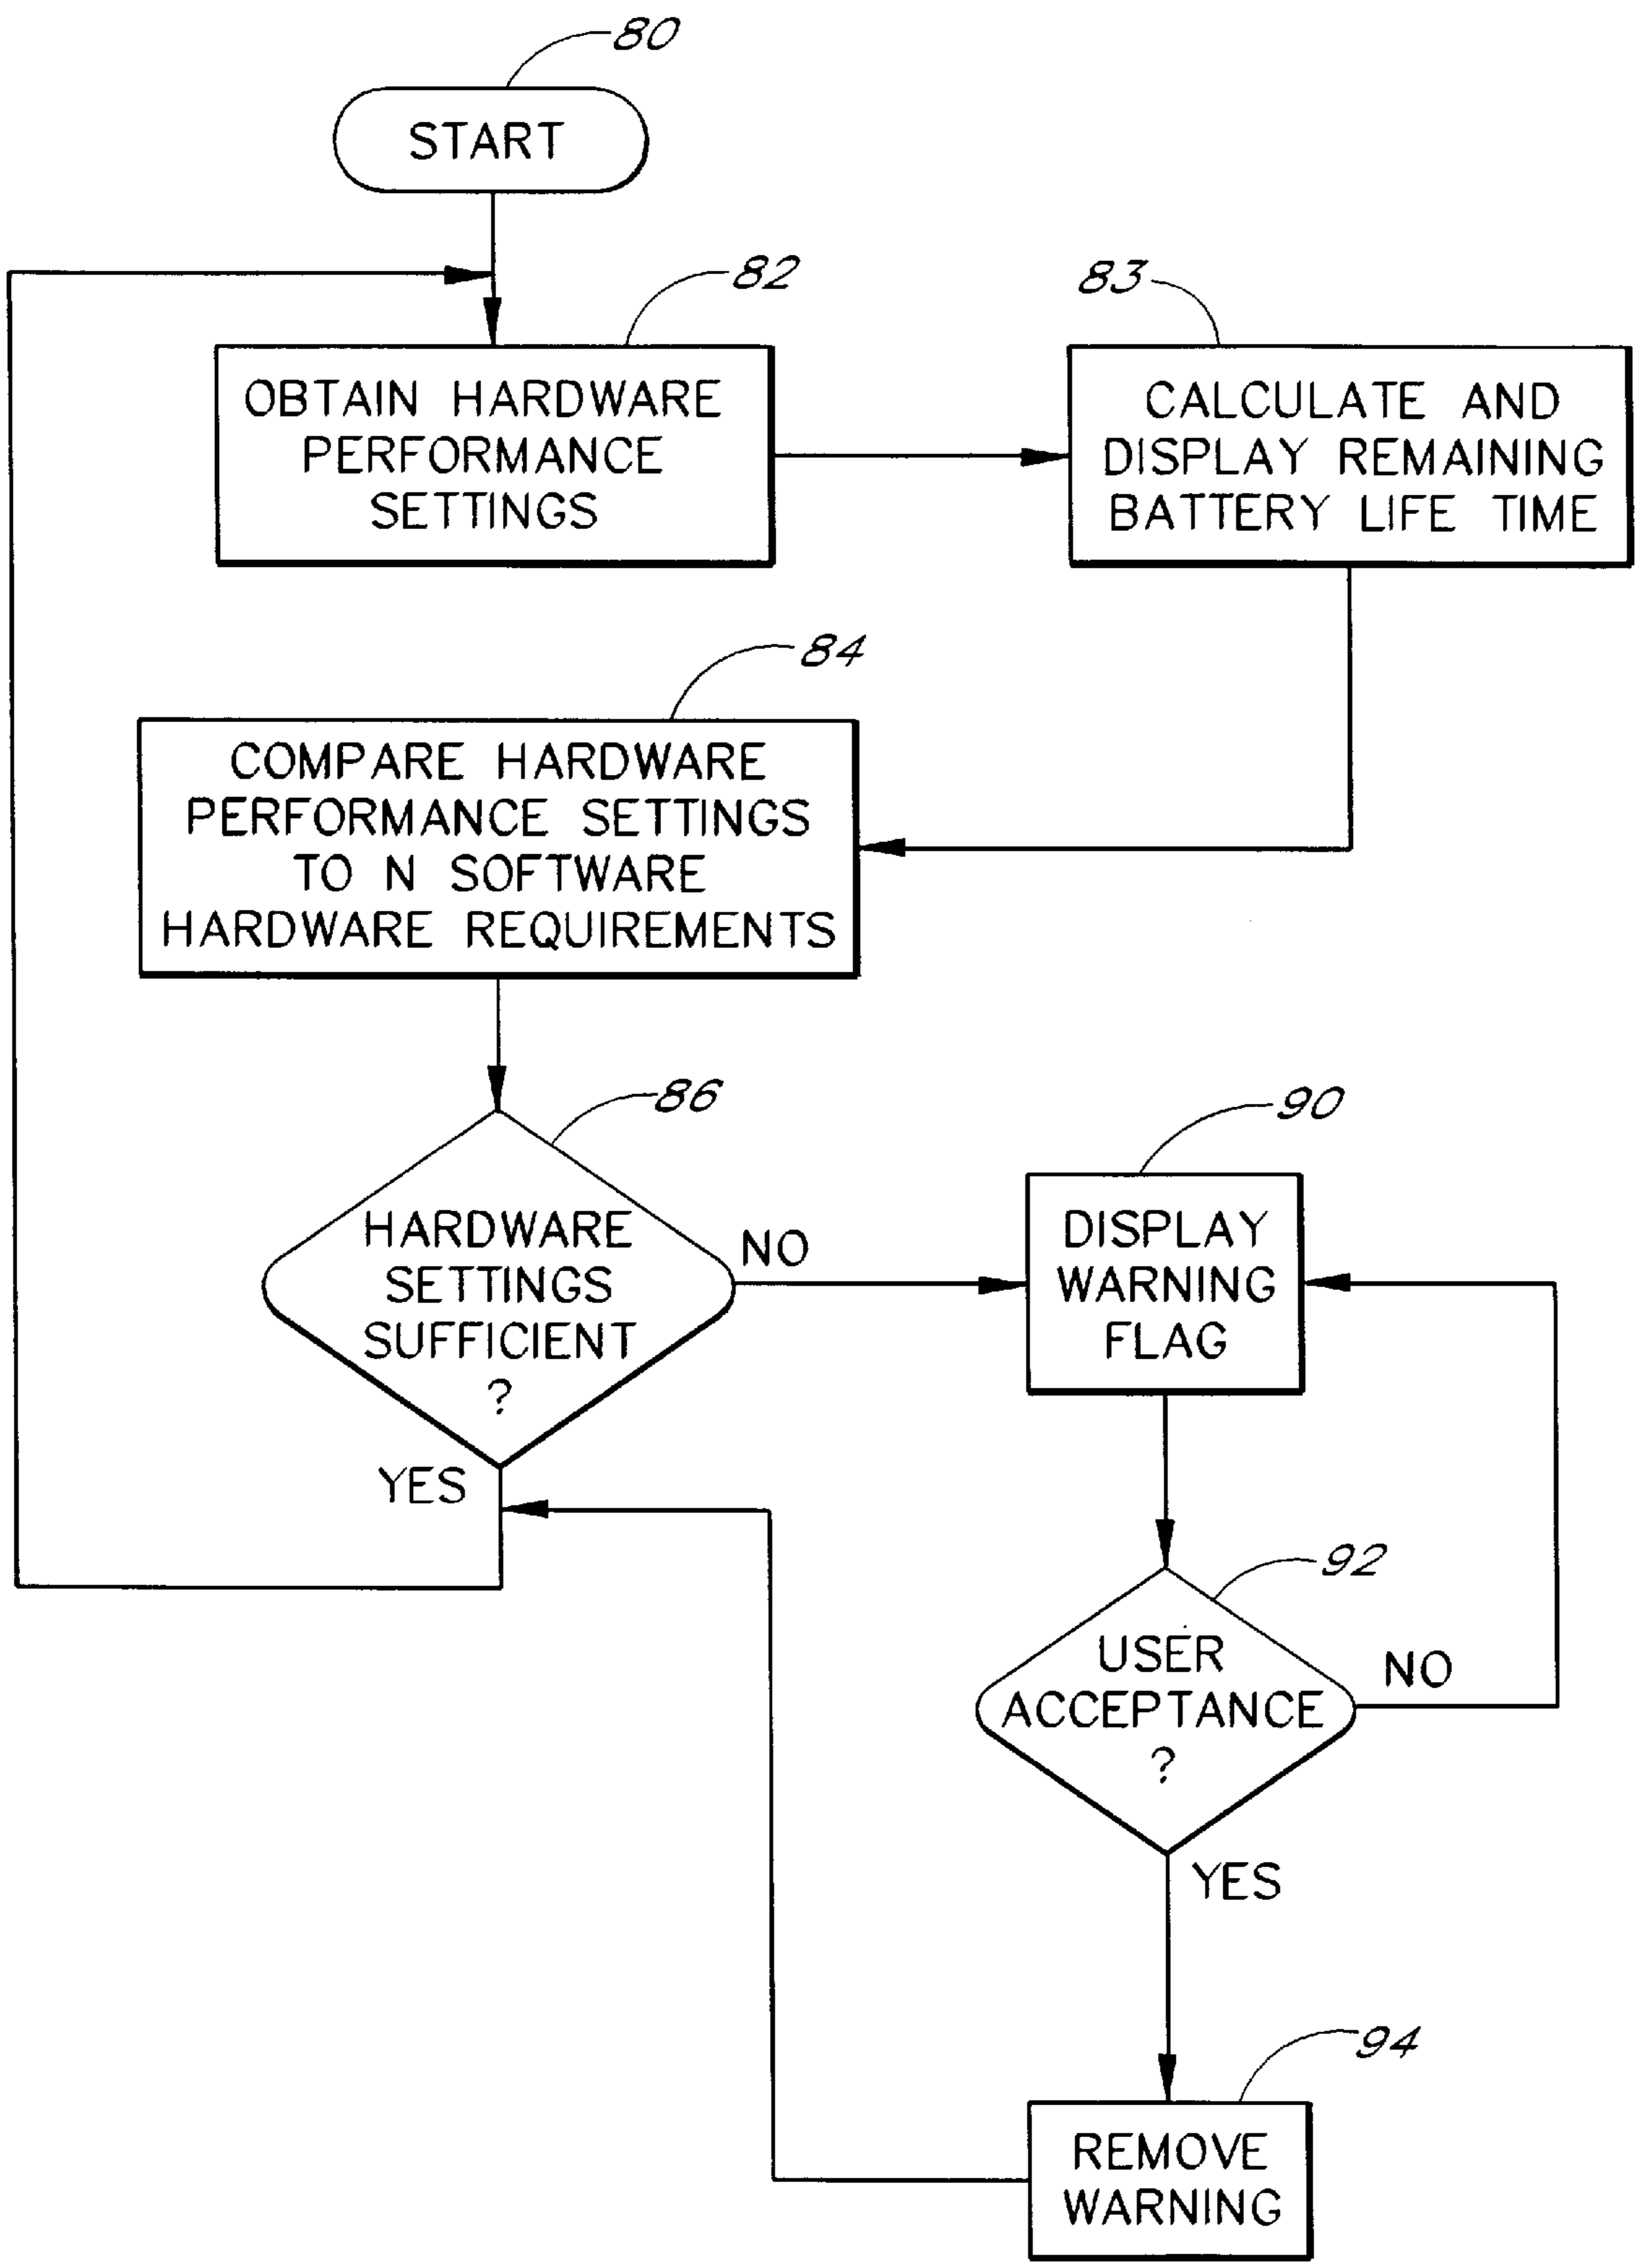 80
START
82
OBTAIN HARDWARE
PERFORMANCE
SETTINGS
83
CALCULATE AND
DISPLAY REMAINING
BATTERY LIFE TIME
84
COMPARE HARDWARE
PERFORMANCE SETTINGS
TO N SOFTWARE
HARDWARE REQUIREMENTS
86
HARDWARE
SETTINGS
SUFFICIENT
?
NO
YES
90
DISPLAY
WARNING
FLAG
92
USER
ACCEPTANCE
?
NO
YES
94
REMOVE
WARNING